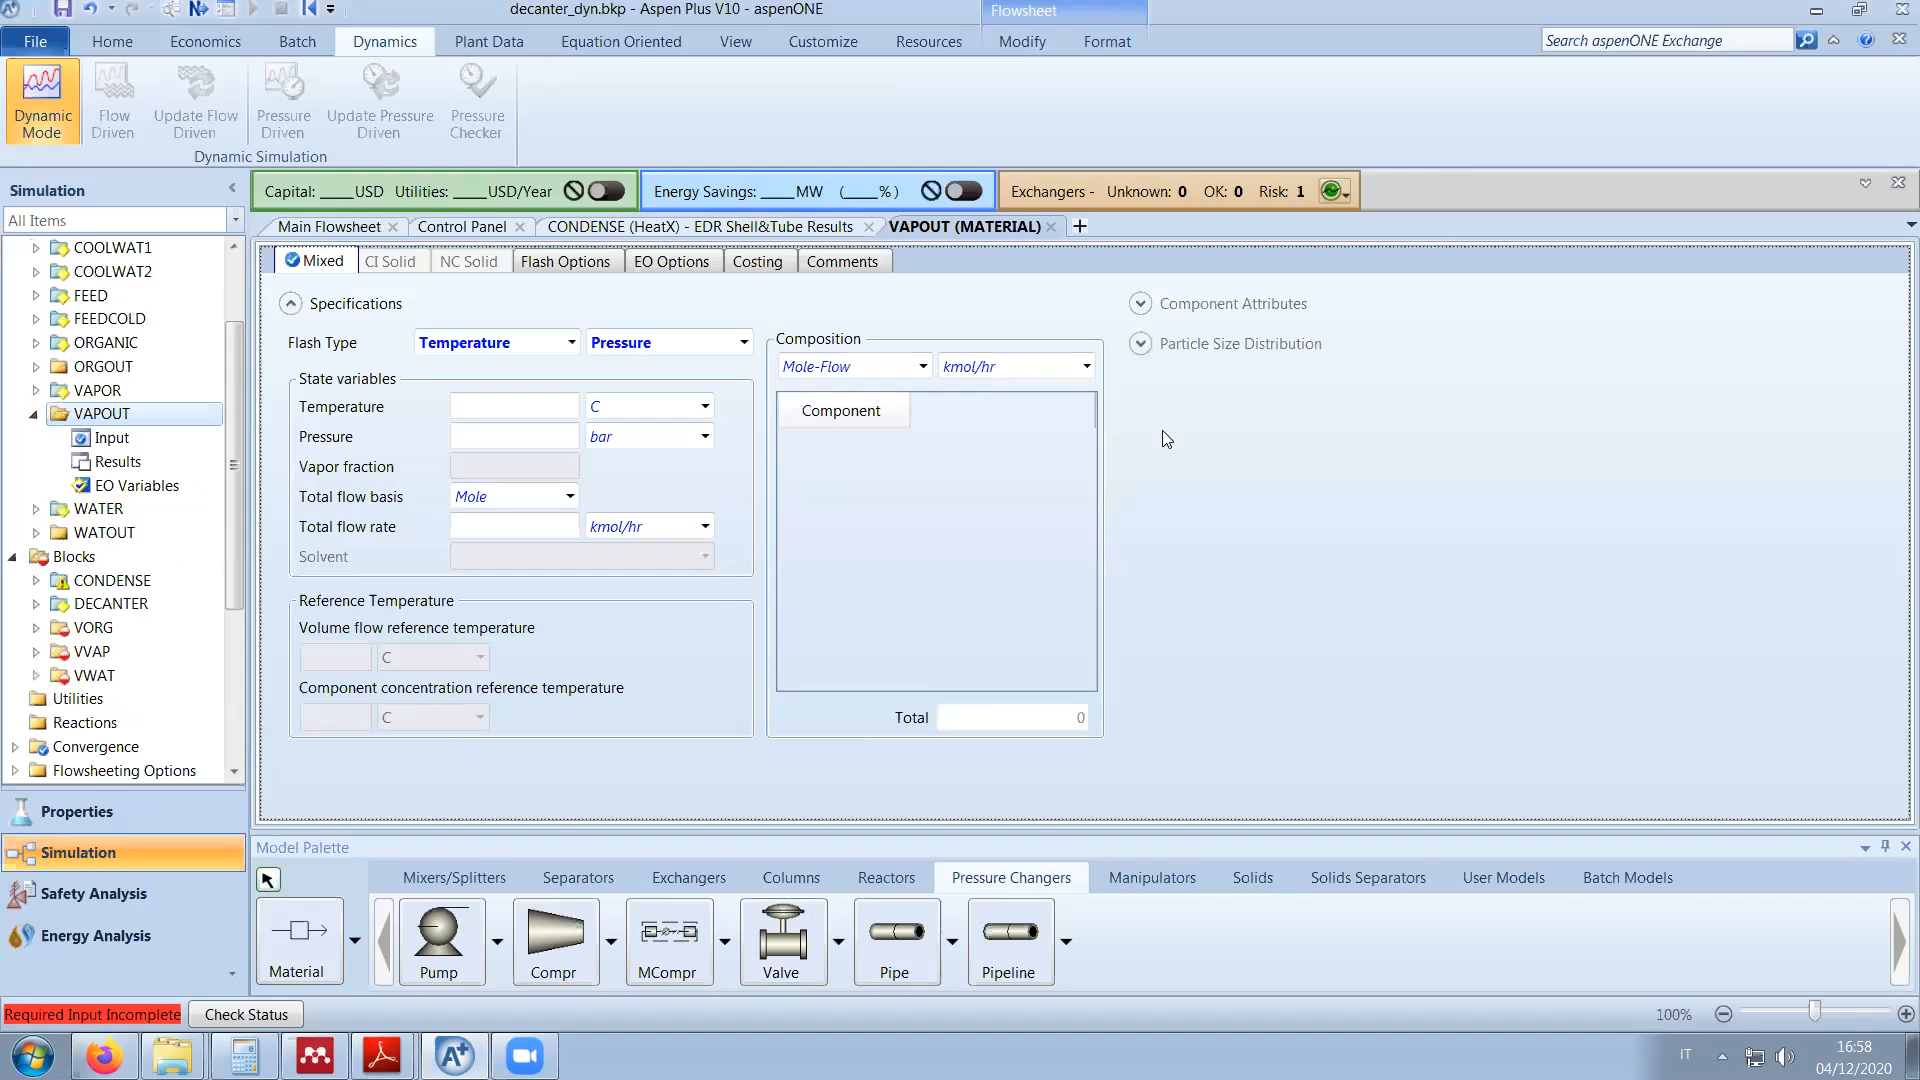 decanter_dyn.bkp - Aspen Plus V10 - aspenONE
Flowsheet
File
Home
Economics
Batch
Dynamics
Plant Data
Equation Oriented
View
Customize
Resources
Modify
Format
Search aspenONE Exchange
Dynamic Mode
Flow Driven
Update Flow Driven
Pressure Driven
Update Pressure Driven
Pressure Checker
Dynamic Simulation
Simulation
Capital: ____USD Utilities: ____USD/Year
Energy Savings: ____MW (____%)
Exchangers - Unknown: 0 OK: 0 Risk: 1
All Items
Main Flowsheet
Control Panel
CONDENSE (HeatX) - EDR Shell&Tube Results
VAPOUT (MATERIAL)
COOLWAT1
COOLWAT2
FEED
FEEDCOLD
ORGANIC
ORGOUT
VAPOR
VAPOUT
Input
Results
EO Variables
WATER
WATOUT
Blocks
CONDENSE
DECANTER
VORG
VVAP
VWAT
Utilities
Reactions
Convergence
Flowsheeting Options
Properties
Simulation
Safety Analysis
Energy Analysis
Mixed
CI Solid
NC Solid
Flash Options
EO Options
Costing
Comments
Specifications
Flash Type
Temperature
Pressure
State variables
Temperature
C
Pressure
bar
Vapor fraction
Total flow basis
Mole
Total flow rate
kmol/hr
Solvent
Reference Temperature
Volume flow reference temperature
C
Component concentration reference temperature
C
Composition
Mole-Flow
kmol/hr
Component
Total
0
Component Attributes
Particle Size Distribution
Model Palette
Mixers/Splitters
Separators
Exchangers
Columns
Reactors
Pressure Changers
Manipulators
Solids
Solids Separators
User Models
Batch Models
Material
Pump
Compr
MCompr
Valve
Pipe
Pipeline
Required Input Incomplete
Check Status
100%
IT
16:58
04/12/2020